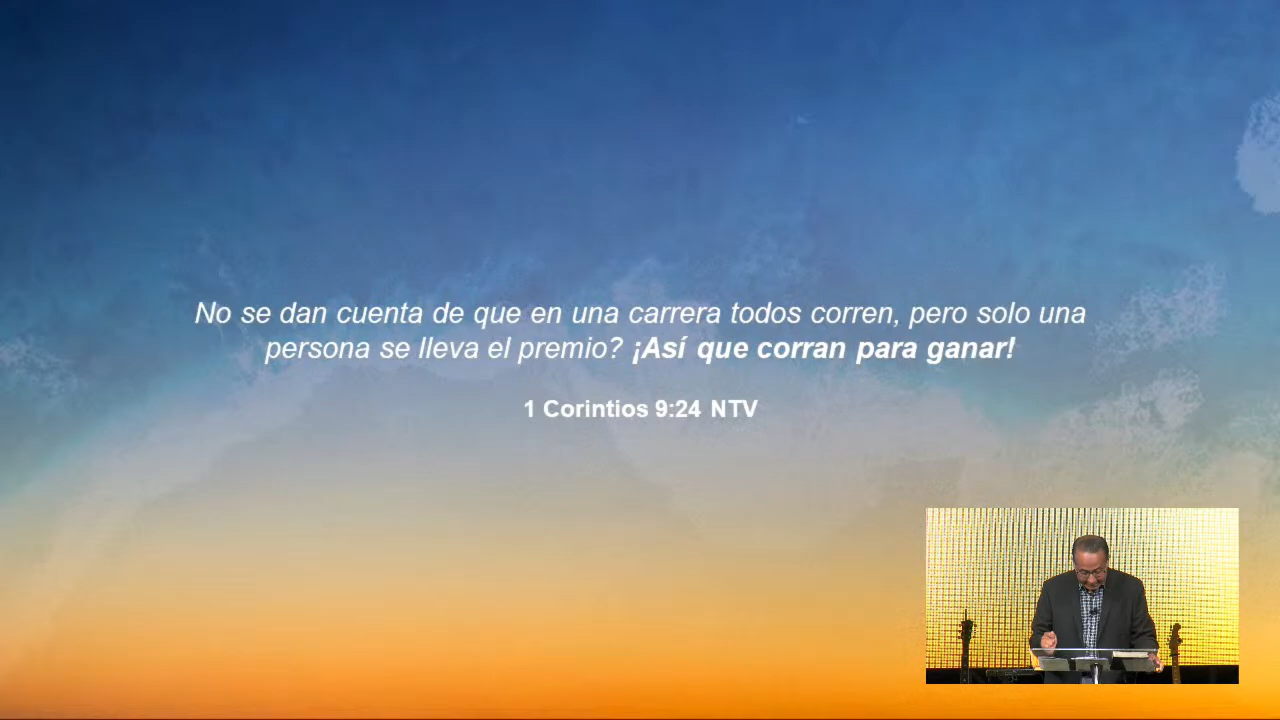 No se dan cuenta de que en una carrera todos corren, pero solo una
persona se lleva el premio? ¡Así que corran para ganar!
1 Corintios 9:24 NTV